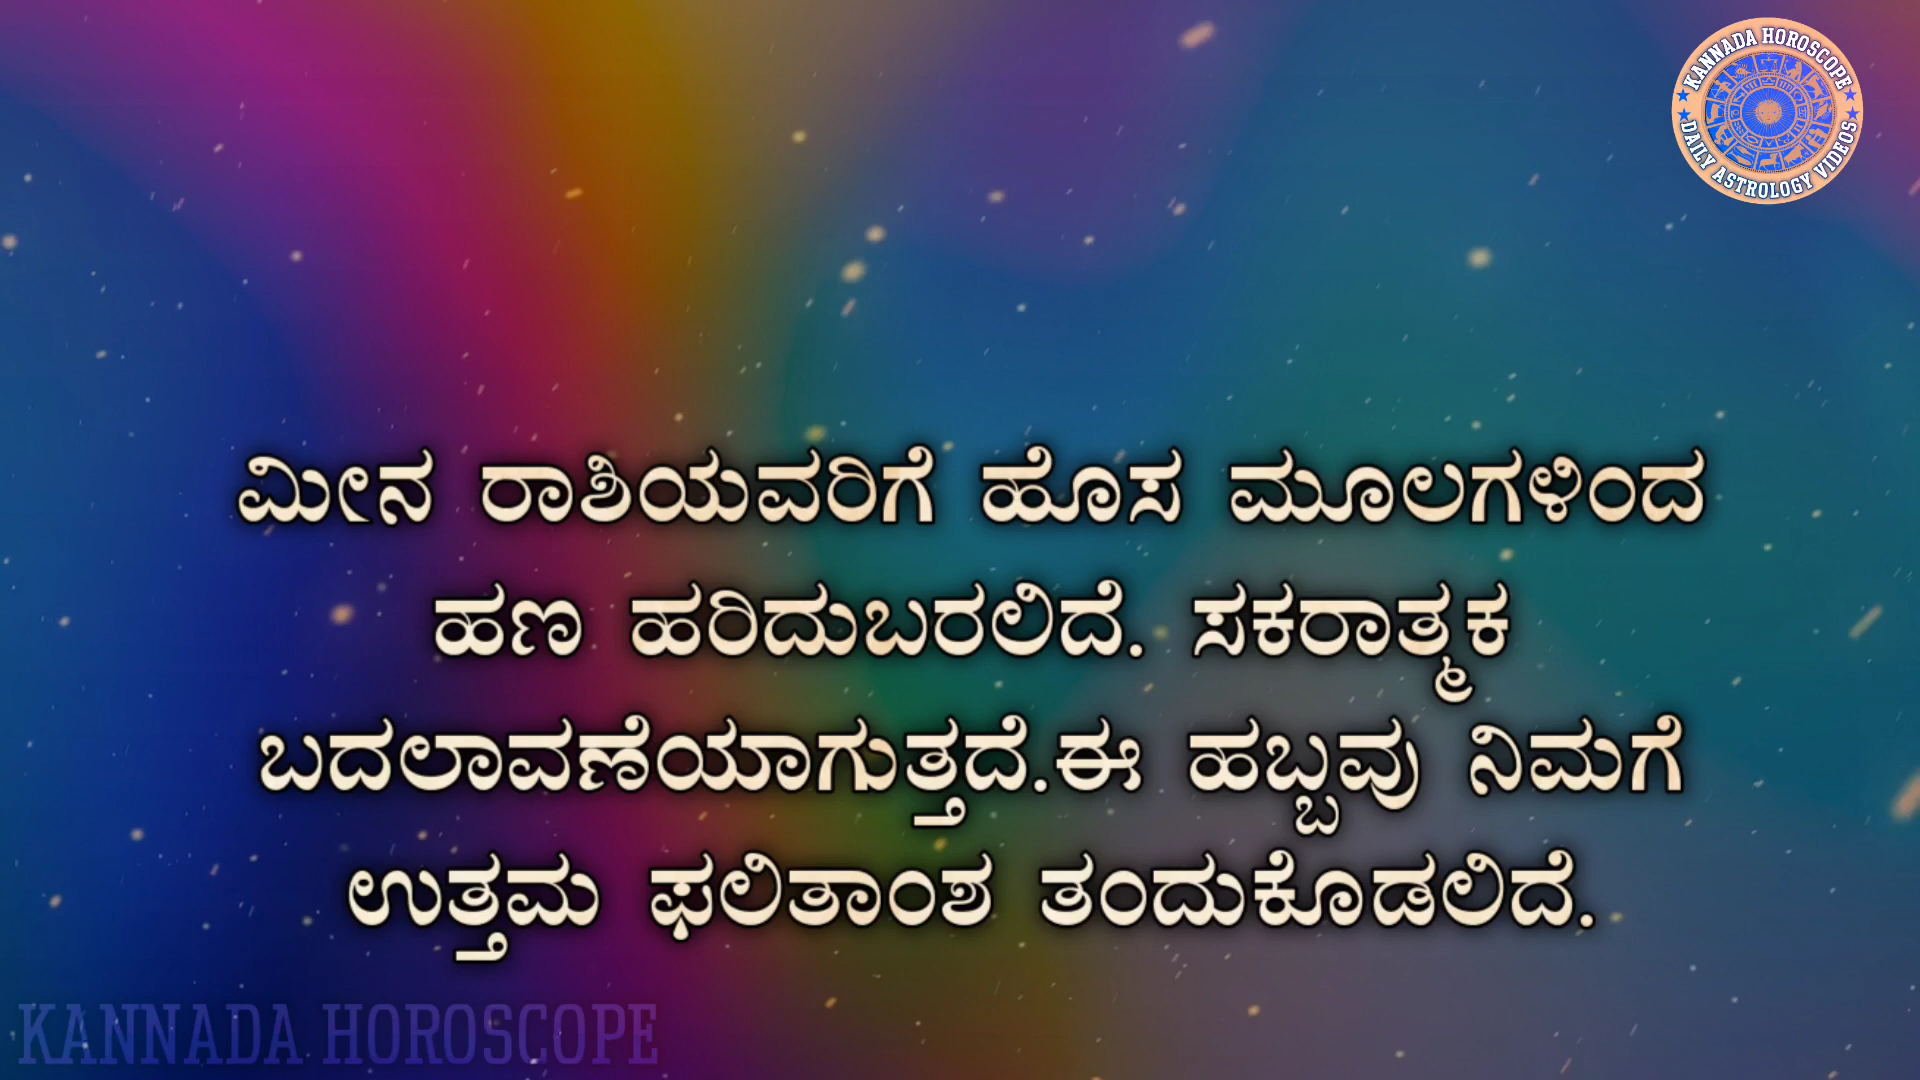 KANNADA HOROSCOPE
DAILY ASTROLOGY VIDEOS
ಮೀನ ರಾಶಿಯವರಿಗೆ ಹೊಸ ಮೂಲಗಳಿಂದ
ಹಣ ಹರಿದುಬರಲಿದೆ. ಸಕರಾತ್ಮಕ
ಬದಲಾವಣೆಯಾಗುತ್ತದೆ.ಈ ಹಬ್ಬವು ನಿಮಗೆ
ಉತ್ತಮ ಫಲಿತಾಂಶ ತಂದುಕೊಡಲಿದೆ.
KANNADA HOROSCOPE